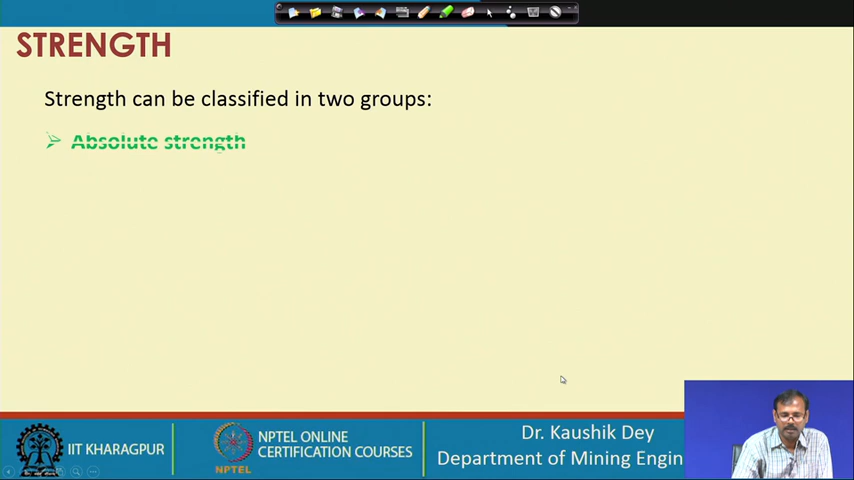 STRENGTH
Strength can be classified in two groups:
Absolute strength
IIT KHARAGPUR
NPTEL
NPTEL ONLINE
CERTIFICATION COURSES
Dr. Kaushik Dey
Department of Mining Engin